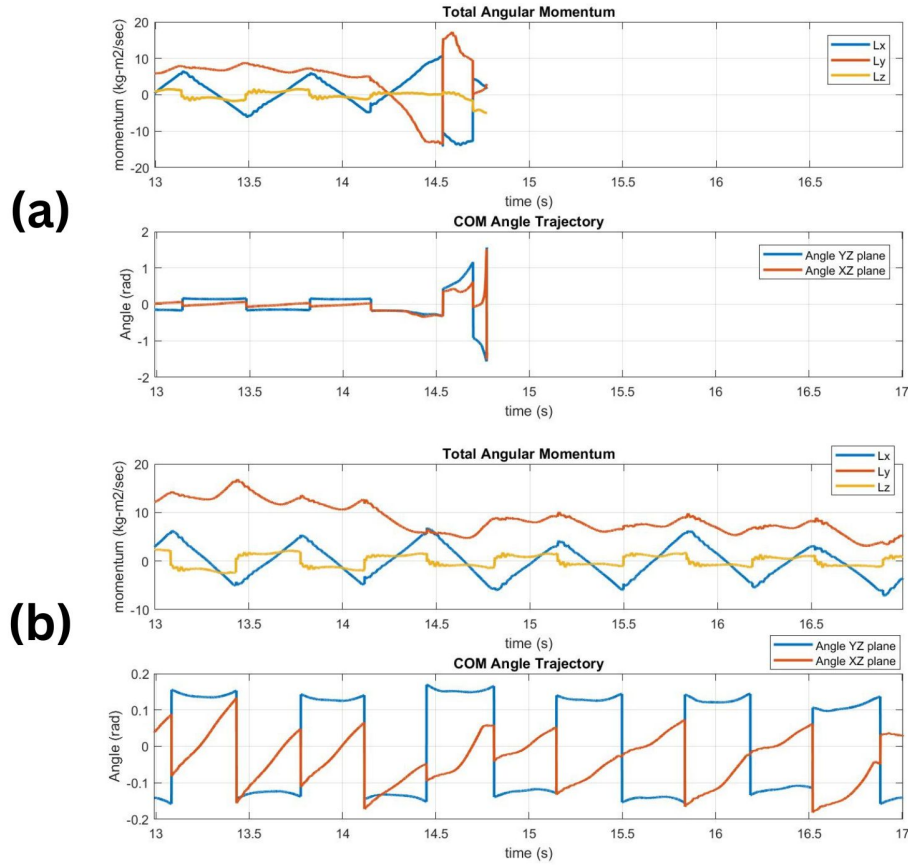 (a)
Total Angular Momentum
momentum (kg-m2/sec)
20
10
0
-10
-20
Lx
Ly
Lz
13 13.5 14 14.5 15 15.5 16 16.5
time (s)
COM Angle Trajectory
Angle (rad)
2
1
0
-1
-2
Angle YZ plane
Angle XZ plane
13 13.5 14 14.5 15 15.5 16 16.5 17
time (s)
(b)
Total Angular Momentum
momentum (kg-m2/sec)
20
10
0
-10
Lx
Ly
Lz
13 13.5 14 14.5 15 15.5 16 16.5
time (s)
COM Angle Trajectory
Angle (rad)
0.2
0.1
0
-0.1
-0.2
Angle YZ plane
Angle XZ plane
13 13.5 14 14.5 15 15.5 16 16.5 17
time (s)